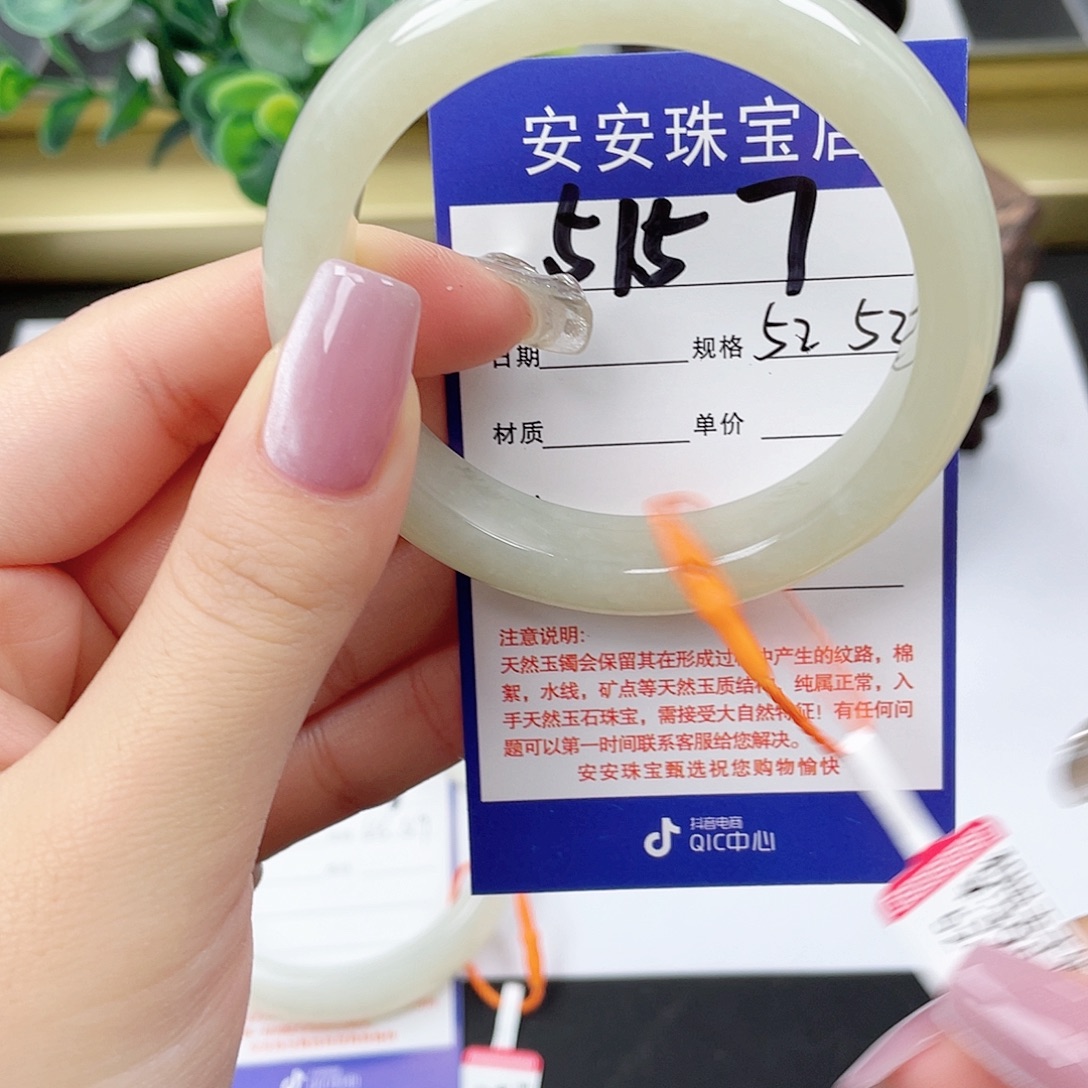 安安珠宝店
515 7
日期 规格 52 52
材质 单价
注意说明:
天然玉镯会保留其在形成过程中产生的纹路，棉
絮，水线，矿点等天然玉质结构，纯属正常，入
手天然玉石珠宝，需接受大自然特征！有任何问
题可以第一时间联系客服给您解决。
安安珠宝甄选祝您购物愉快
抖音电商
QIC中心